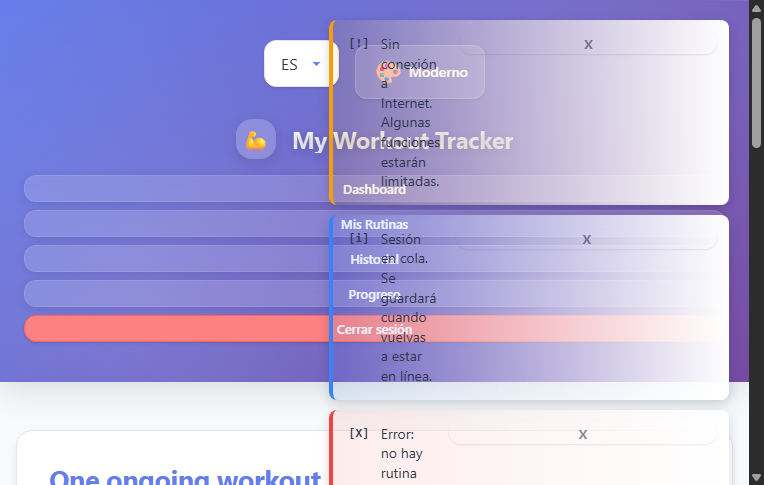 ES
Moderno
My Workout Tracker
Dashboard
Mis Rutinas
Historial
Progreso
Cerrar sesión
[!]
Sin
conexión
a
Internet.
Algunas
funciones
estarán
limitadas.
X
[i]
Sesión
en cola.
Se
guardará
cuando
vuelvas
a estar
en línea.
X
[X]
Error:
no hay
rutina
X
One ongoing workout